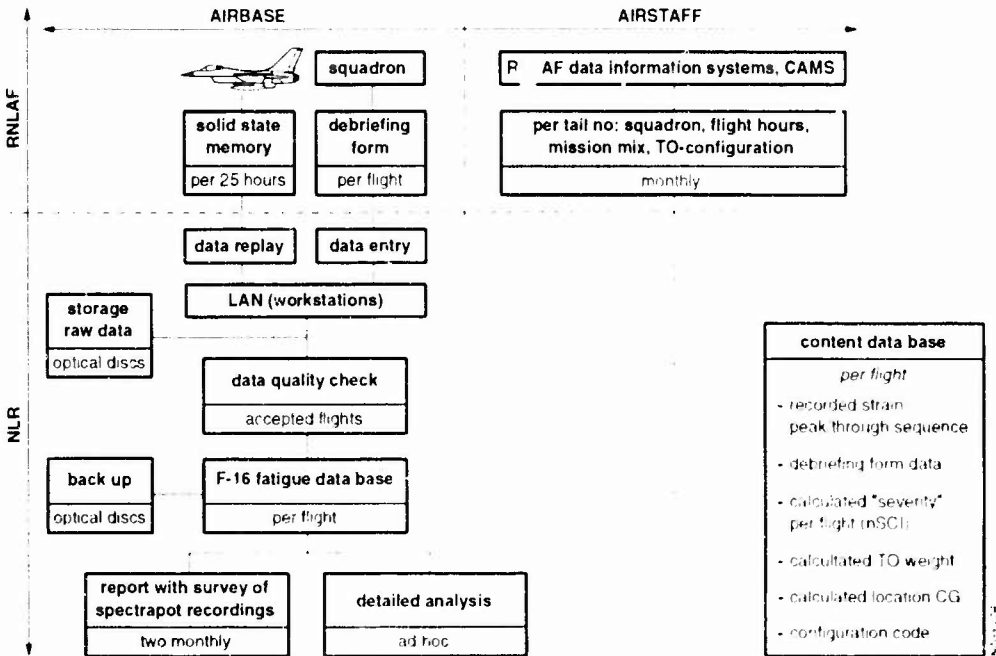 AIRBASE
AIRSTAFF
RNLAF
squadron
R AF data information systems, CAMS
solid state
memory
per 25 hours
debriefing
form
per flight
per tail no: squadron, flight hours,
mission mix, TO-configuration
monthly
NLR
data replay
data entry
LAN (workstations)
storage
raw data
optical discs
data quality check
accepted flights
back up
optical discs
F-16 fatigue data base
per flight
report with survey of
spectrapot recordings
two monthly
detailed analysis
ad hoc
content data base
per flight
- recorded strain
peak through sequence
- debriefing form data
- calculated "severity"
per flight (nSCI)
- calcultated TO weight
- calculated location CG
- configuration code